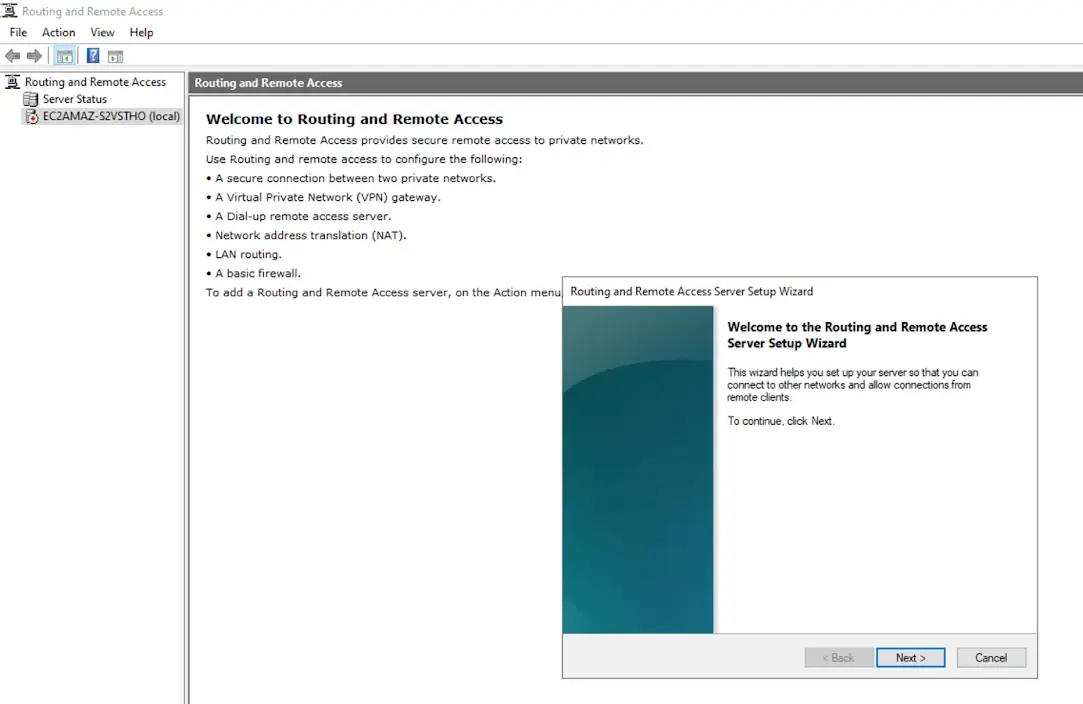 Routing and Remote Access
File Action View Help
Routing and Remote Access
Server Status
EC2AMAZ-S2VSTHO (local)
Routing and Remote Access
Welcome to Routing and Remote Access
Routing and Remote Access provides secure remote access to private networks.
Use Routing and remote access to configure the following:
• A secure connection between two private networks.
• A Virtual Private Network (VPN) gateway.
• A Dial-up remote access server.
• Network address translation (NAT).
• LAN routing.
• A basic firewall.
To add a Routing and Remote Access server, on the Action menu,
Routing and Remote Access Server Setup Wizard
Welcome to the Routing and Remote Access
Server Setup Wizard
This wizard helps you set up your server so that you can
connect to other networks and allow connections from
remote clients.
To continue, click Next.
< Back Next > Cancel